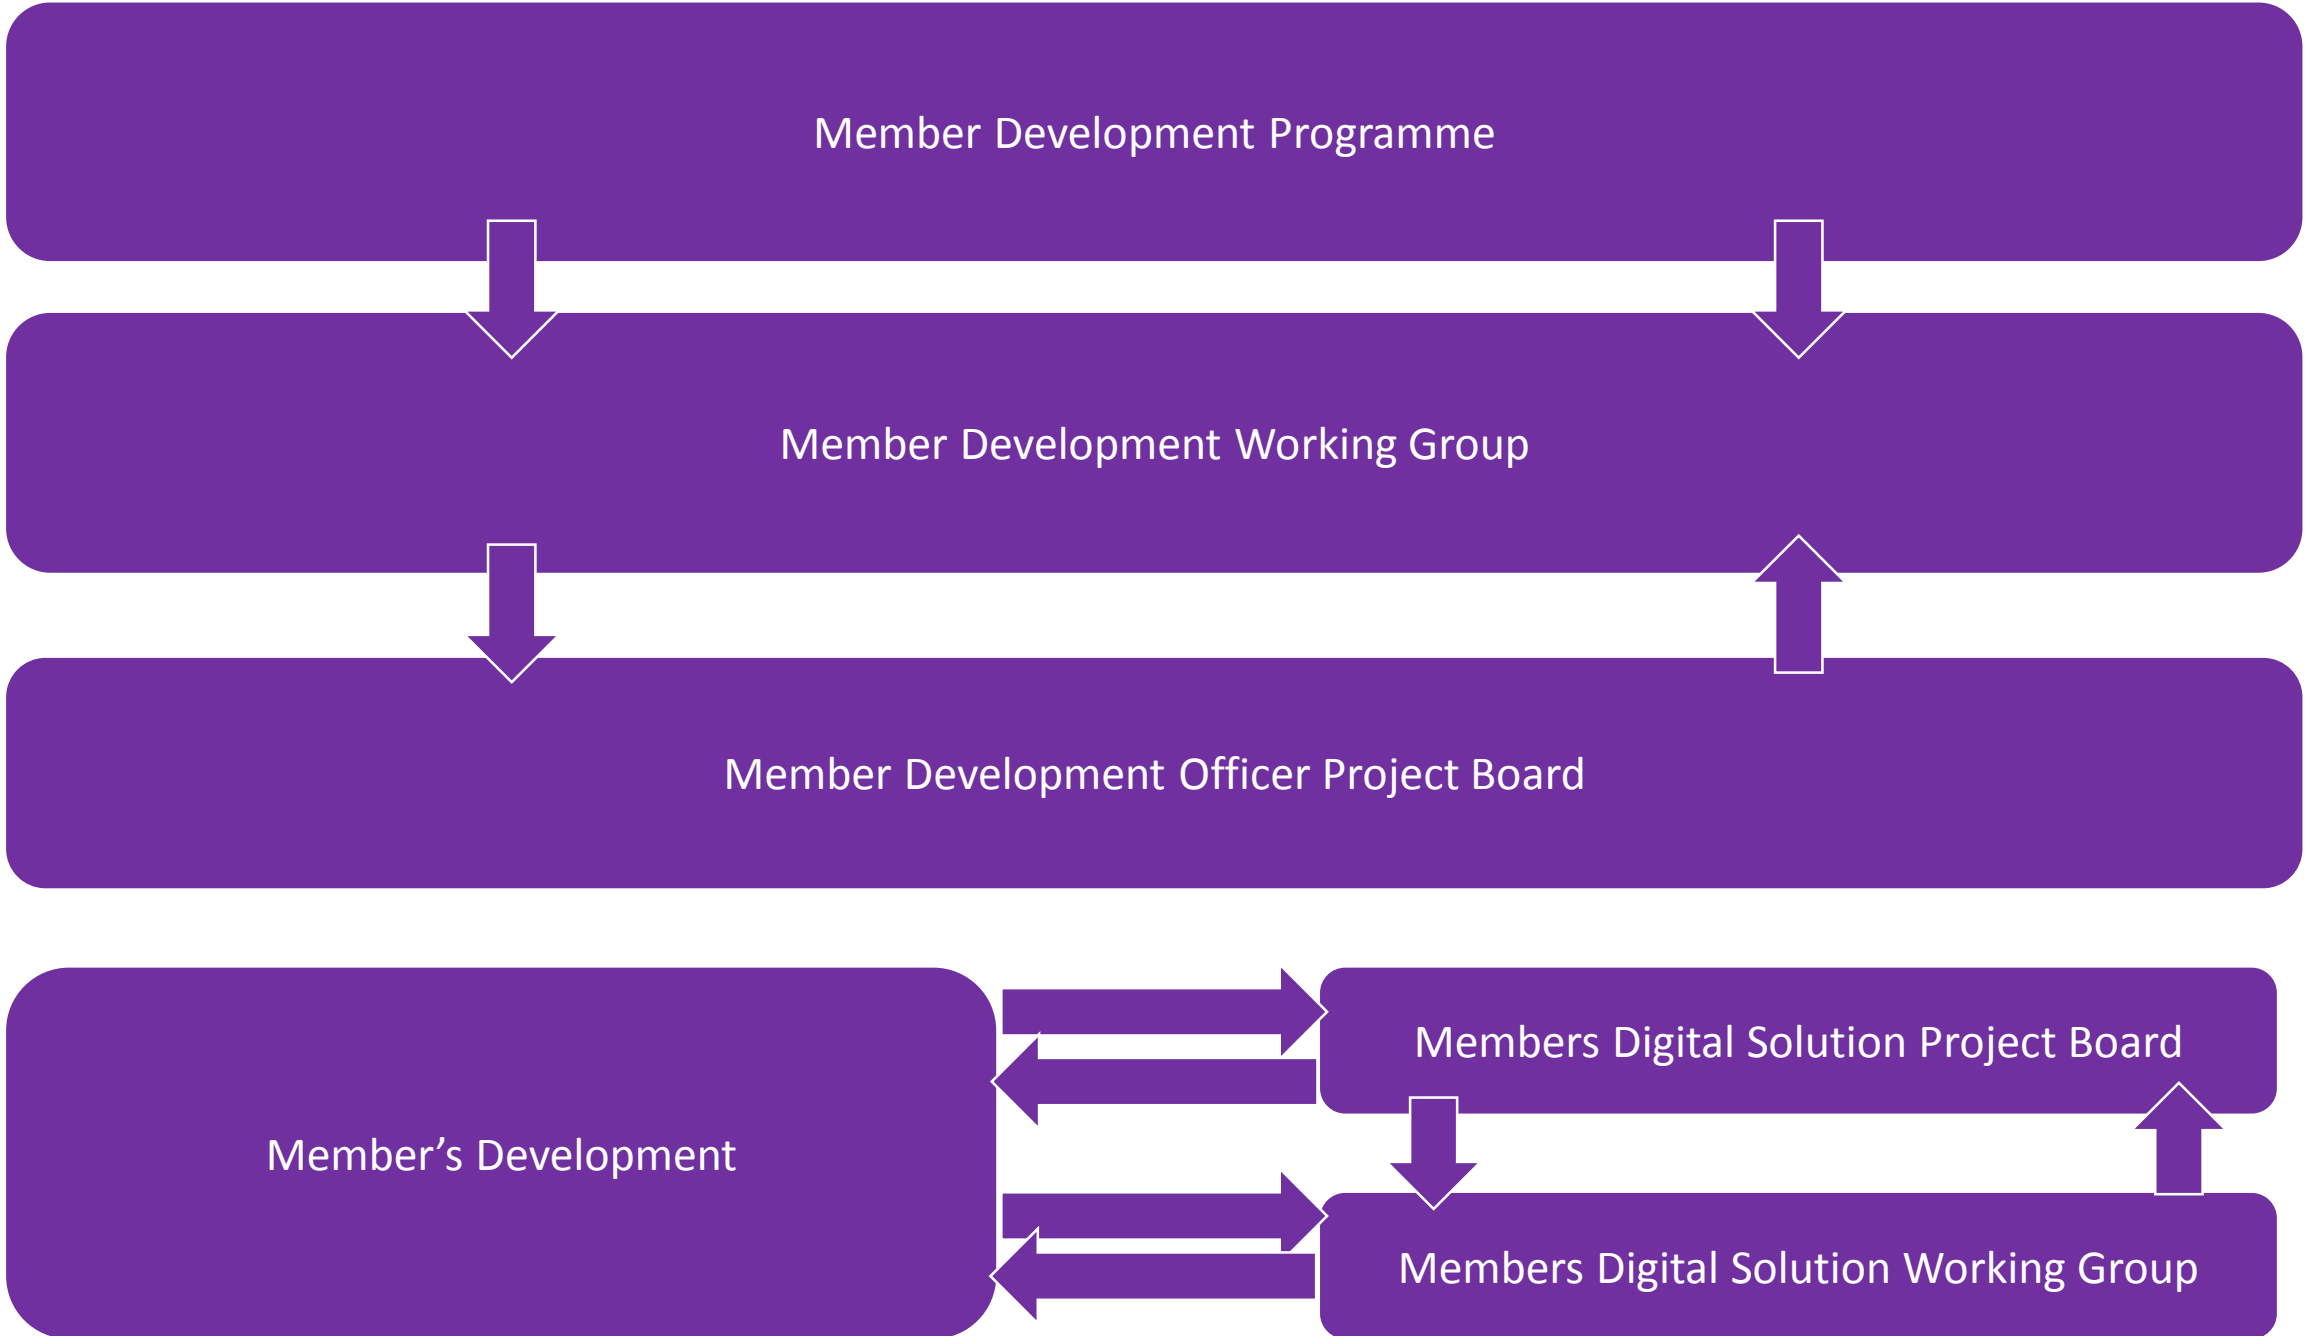 Member Development Programme
Member Development Working Group
Member Development Officer Project Board
Members Digital Solution Project Board
Member’s Development
Members Digital Solution Working Group